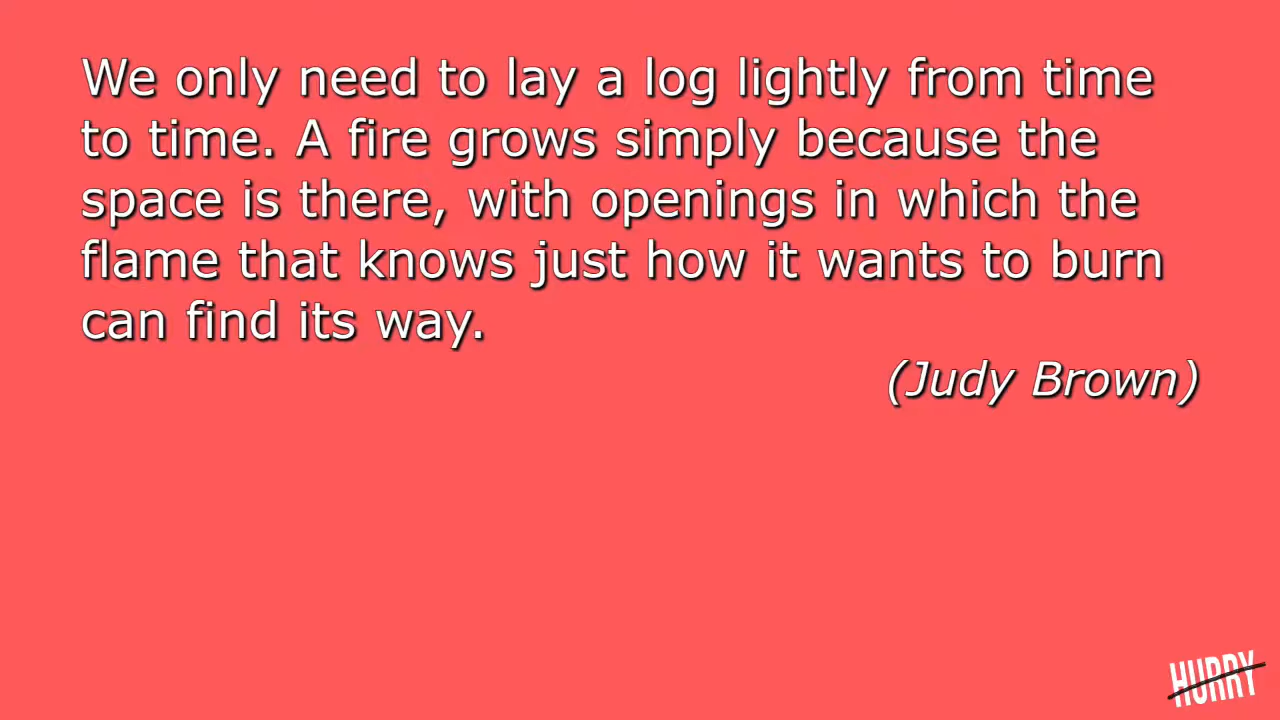 We only need to lay a log lightly from time
to time. A fire grows simply because the
space is there, with openings in which the
flame that knows just how it wants to burn
can find its way.
(Judy Brown)
HURRY